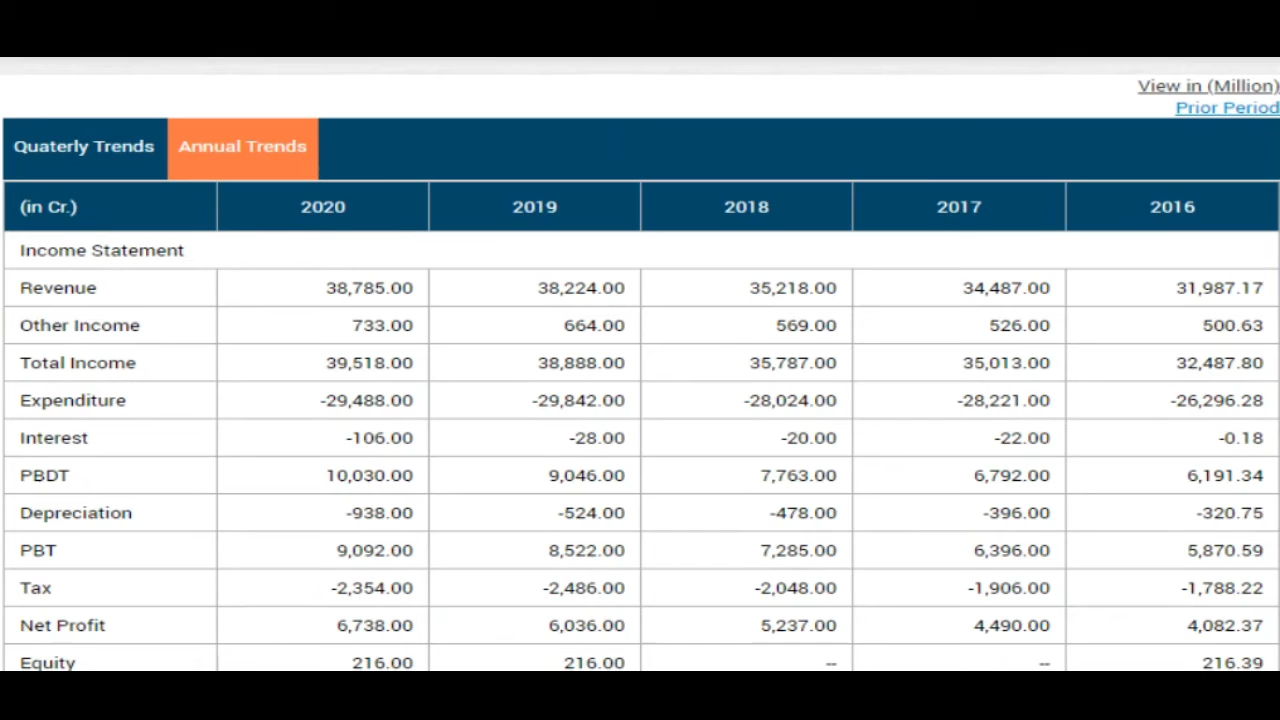 View in (Million)
Prior Period
Quaterly Trends Annual Trends
(in Cr.) 2020 2019 2018 2017 2016
Income Statement
Revenue 38,785.00 38,224.00 35,218.00 34,487.00 31,987.17
Other Income 733.00 664.00 569.00 526.00 500.63
Total Income 39,518.00 38,888.00 35,787.00 35,013.00 32,487.80
Expenditure -29,488.00 -29,842.00 -28,024.00 -28,221.00 -26,296.28
Interest -106.00 -28.00 -20.00 -22.00 -0.18
PBDT 10,030.00 9,046.00 7,763.00 6,792.00 6,191.34
Depreciation -938.00 -524.00 -478.00 -396.00 -320.75
PBT 9,092.00 8,522.00 7,285.00 6,396.00 5,870.59
Tax -2,354.00 -2,486.00 -2,048.00 -1,906.00 -1,788.22
Net Profit 6,738.00 6,036.00 5,237.00 4,490.00 4,082.37
Equity 216.00 216.00 -- -- 216.39